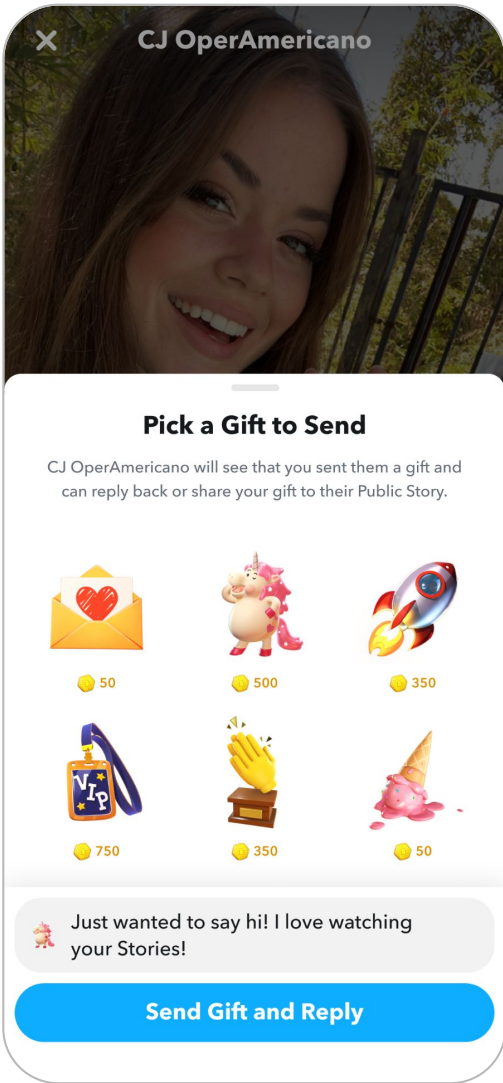 CJ OperAmericano
Pick a Gift to Send
CJ OperAmericano will see that you sent them a gift and
can reply back or share your gift to their Public Story.
50
500
350
VIP
750
350
50
Just wanted to say hi! I love watching
your Stories!
Send Gift and Reply